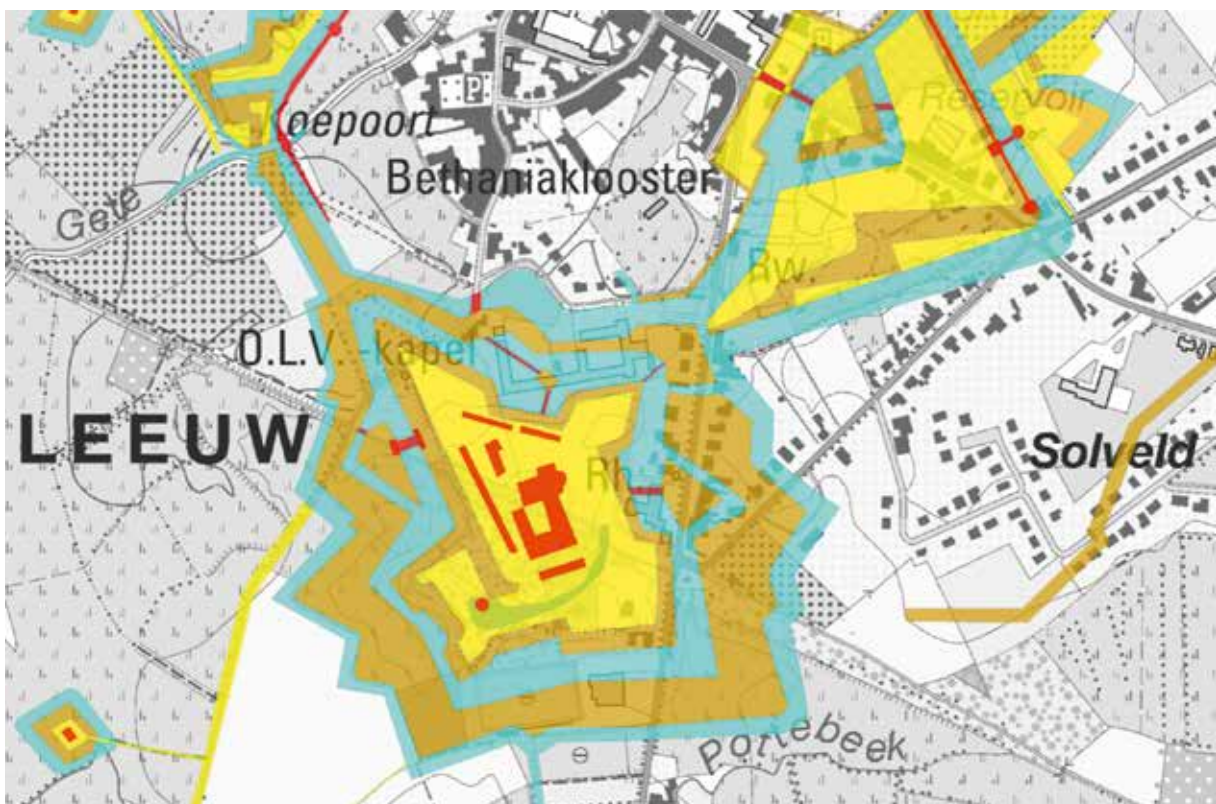 P
oepoort
Reservoir
Bethaniaklooster
Gete
Rw.
O.L.V.-kapel
LEEUW
Solveld
Rh
Pottebeek